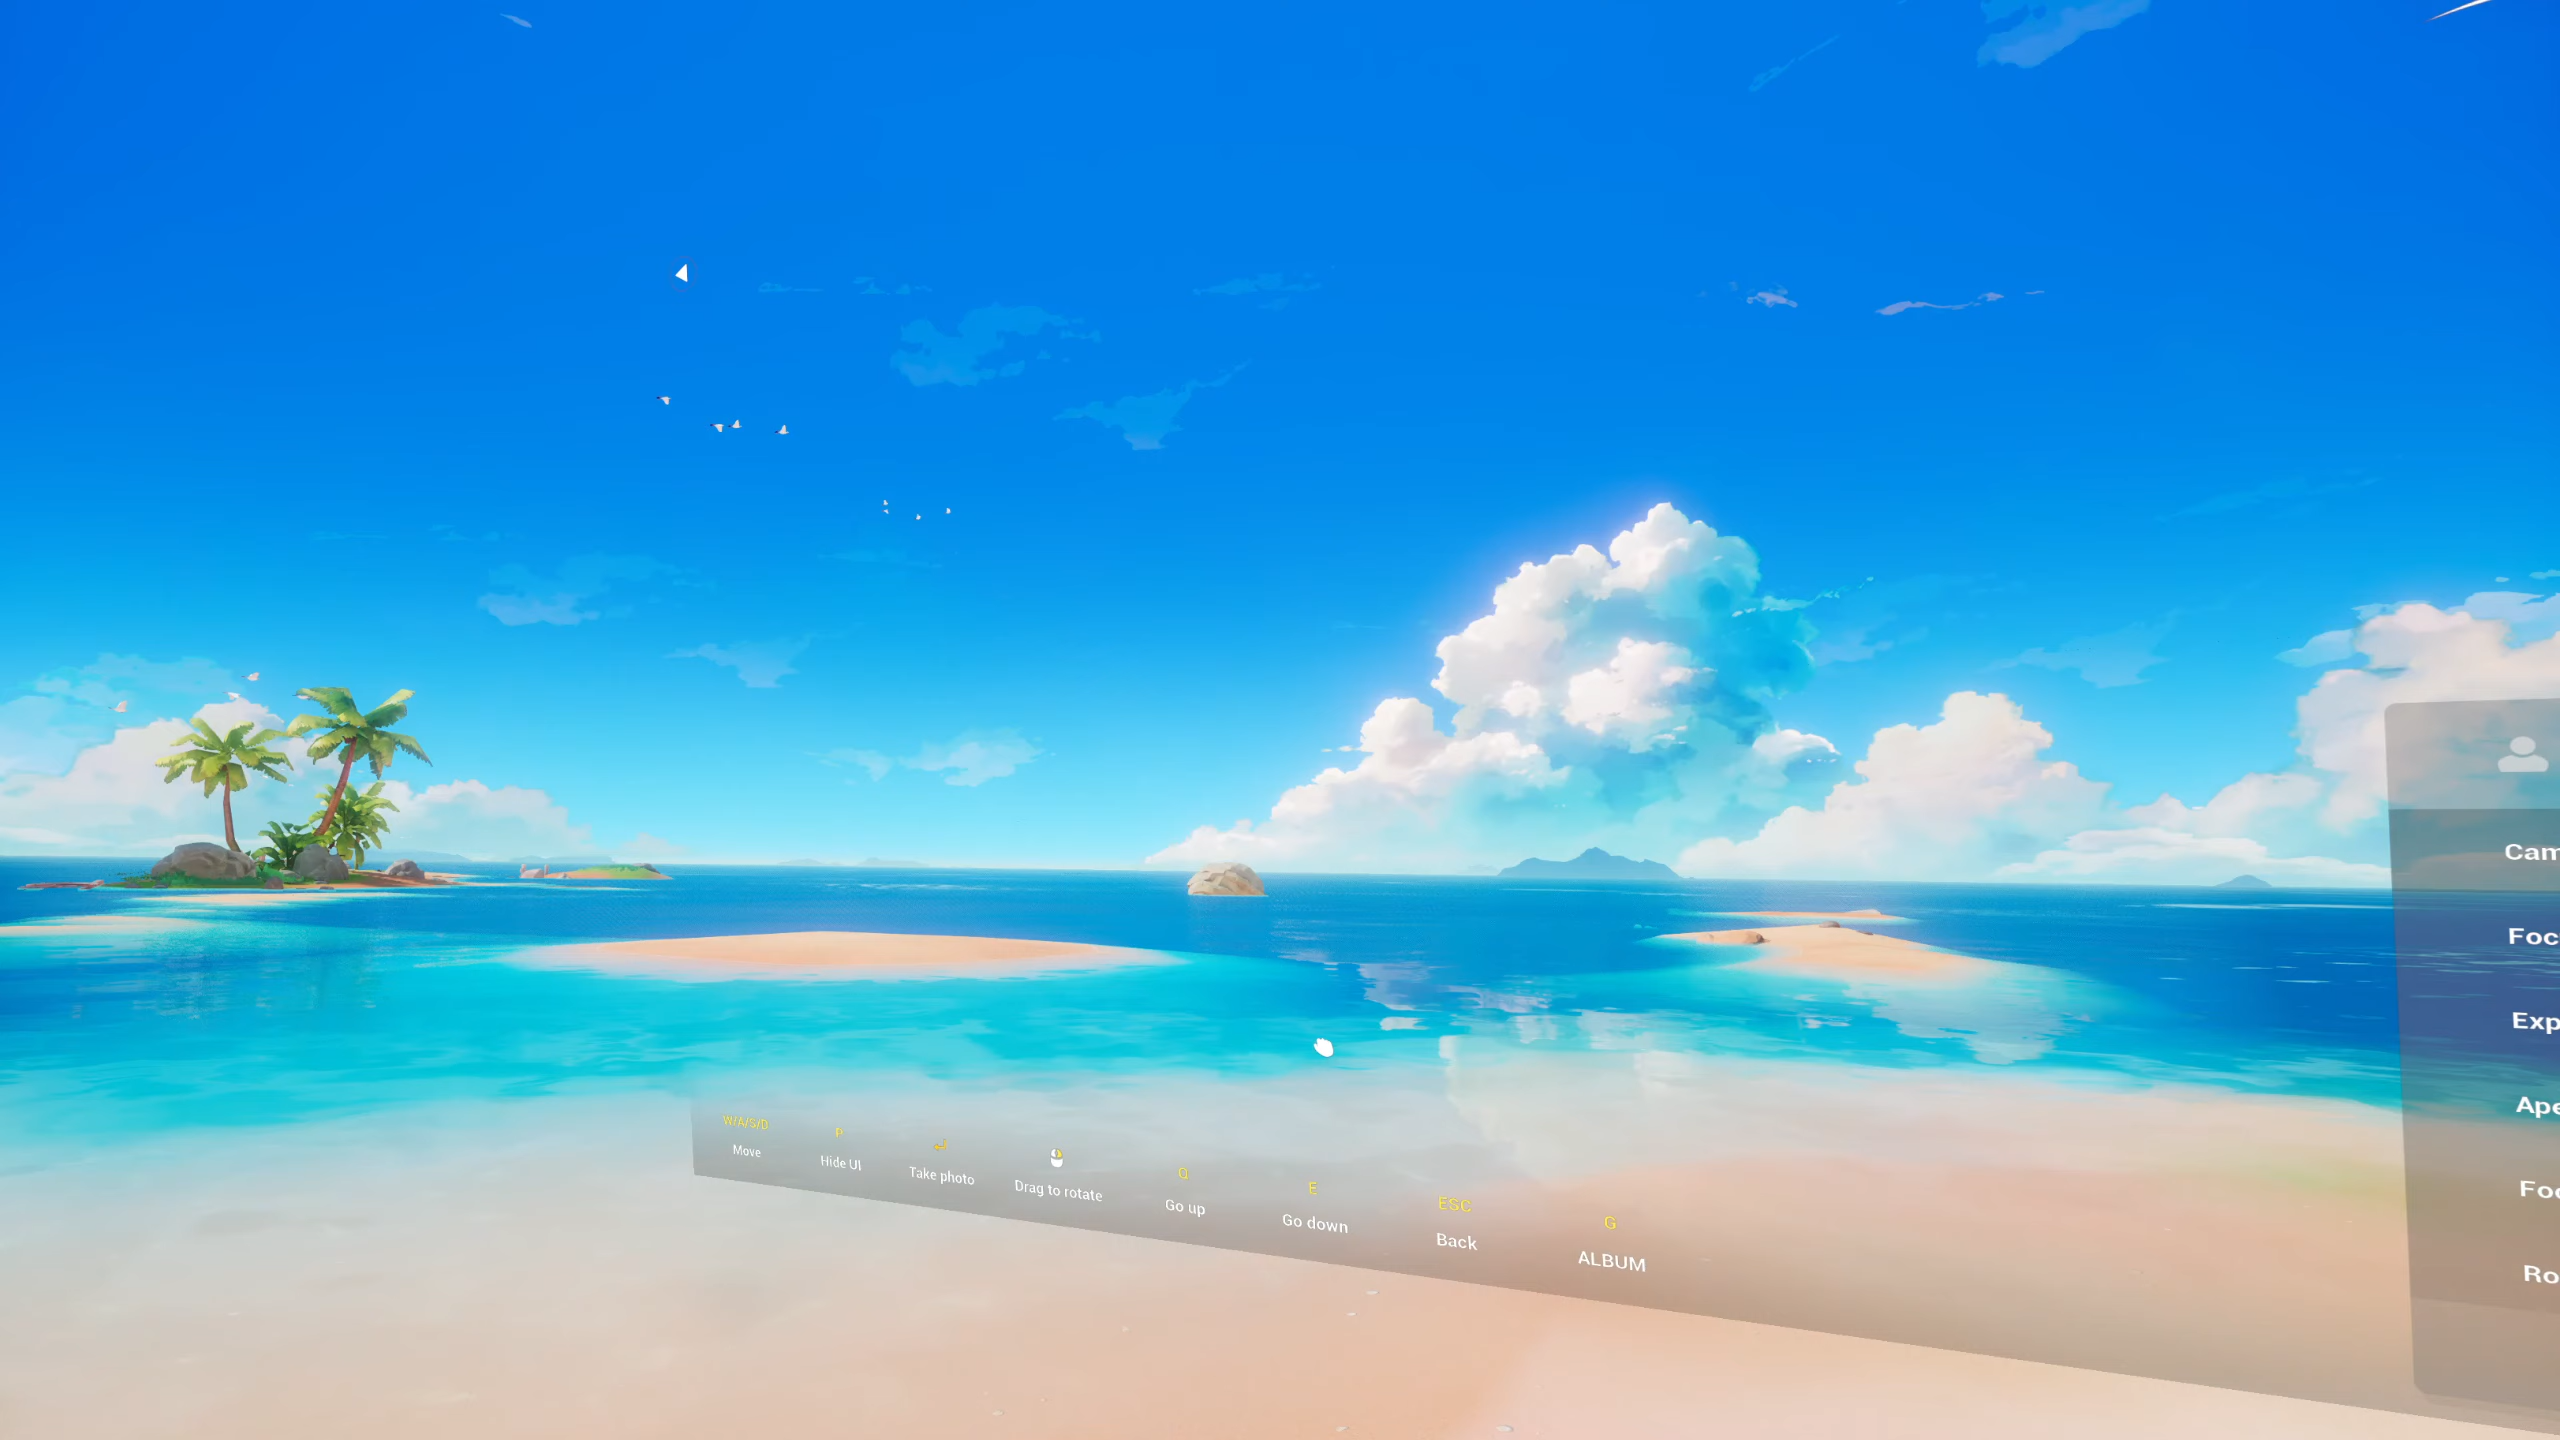 W/A/S/D
Move
P
Hide UI
Take photo
Drag to rotate
Q
Go up
E
Go down
ESC
Back
G
ALBUM
Cam
Foc
Exp
Ape
Foc
Ro